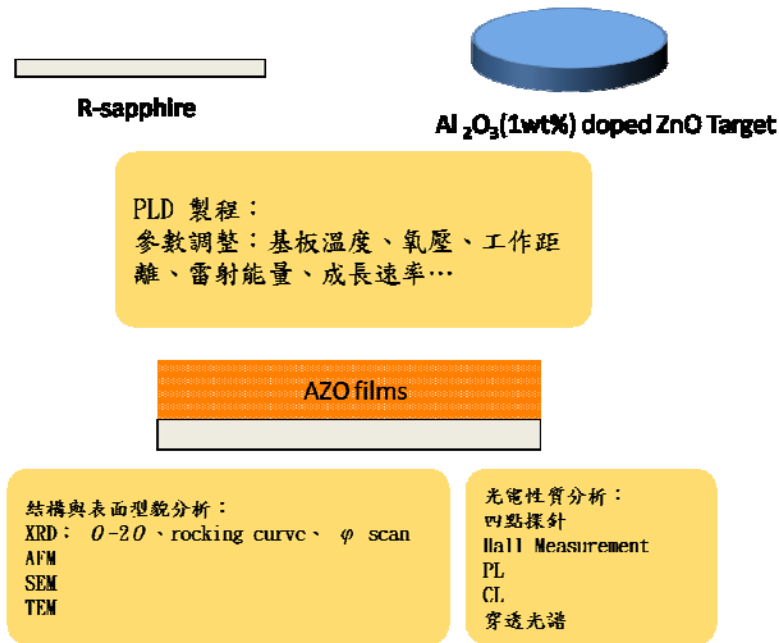 R-sapphire
Al₂O₃(1wt%) doped ZnO Target
PLD 製程：
參數調整：基板溫度、氧壓、工作距
離、雷射能量、成長速率…
AZO films
結構與表面型貌分析：
XRD： θ-2θ、rocking curve、 φ scan
AFM
SEM
TEM
光電性質分析：
四點探針
Hall Measurement
PL
CL
穿透光譜